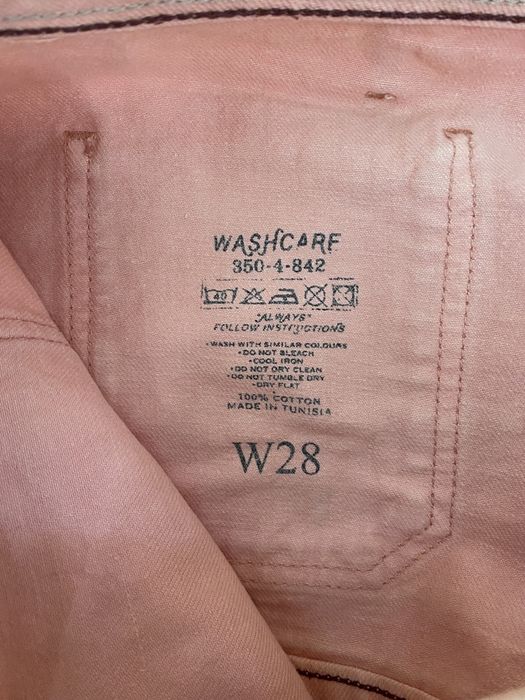 WASHCARE
350-4-842
40
"ALWAYS"
FOLLOW INSTRUCTIONS
•WASH WITH SIMILAR COLOURS
•DO NOT BLEACH
•COOL IRON
•DO NOT DRY CLEAN
•DO NOT TUMBLE DRY
•DRY FLAT
100% COTTON
MADE IN TUNISIA
W28